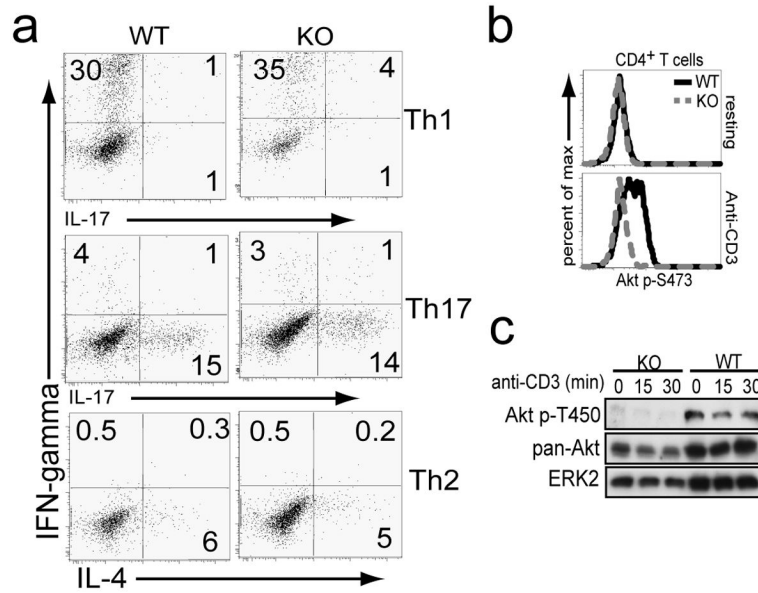 a
WT KO
30 1 35 4
1 1
Th1
IL-17
4 1 3 1
15 14
Th17
IL-17
0.5 0.3 0.5 0.2
6 5
Th2
IL-4
IFN-gamma
b
CD4+ T cells
WT
KO
resting
Anti-CD3
percent of max
Akt p-S473
c
KO WT
anti-CD3 (min) 0 15 30 0 15 30
Akt p-T450
pan-Akt
ERK2